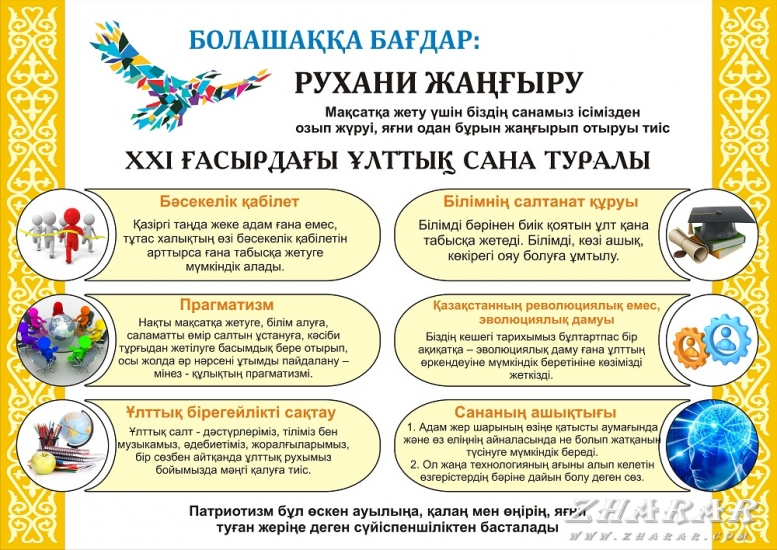 БОЛАШАҚҚА БАҒДАР:
РУХАНИ ЖАҢҒЫРУ
Мақсатқа жету үшін біздің санамыз ісімізден
озып жүруі, яғни одан бұрын жаңғырып отыруы тиіс
XXI ҒАСЫРДАҒЫ ҰЛТТЫҚ САНА ТУРАЛЫ
Бәсекелік қабілет
Қазіргі таңда жеке адам ғана емес,
тұтас халықтың өзі бәсекелік қабілетін
арттырса ғана табысқа жетуге
мүмкіндік алады.
Білімнің салтанат құруы
Білімді бәрінен биік қоятын ұлт қана
табысқа жетеді. Білімді, көзі ашық,
көкірегі ояу болуға ұмтылу.
Прагматизм
Нақты мақсатқа жетуге, білім алуға,
саламатты өмір салтын ұстануға, кәсіби
тұрғыдан жетілуге басымдық бере отырып,
осы жолда әр нәрсені ұтымды пайдалану –
мінез - құлықтың прагматизмі.
Қазақстанның революциялық емес,
эволюциялық дамуы
Біздің кешегі тарихымыз бұлтартпас бір
ақиқатқа – эволюциялық даму ғана ұлттың
өркендеуіне мүмкіндік беретініне көзімізді
жеткізді.
Ұлттық бірегейлікті сақтау
Ұлттық салт - дәстүрлеріміз, тіліміз бен
музыкамыз, әдебиетіміз, жоралғыларымыз,
бір сөзбен айтқанда ұлттық рухымыз
бойымызда мәңгі қалуға тиіс.
Сананың ашықтығы
1. Адам жер шарының өзіңе қатысты аумағында
және өз еліңнің айналасында не болып жатқанын
түсінуге мүмкіндік береді.
2. Ол жаңа технологияның ағыны алып келетін
өзгерістердің бәріне дайын болу деген сөз.
Патриотизм бұл өскен ауылыңа, қалаң мен өңірің, яғни
туған жеріңе деген сүйіспеншіліктен басталады
ZHARAR
WWW.ZHARAR.COM